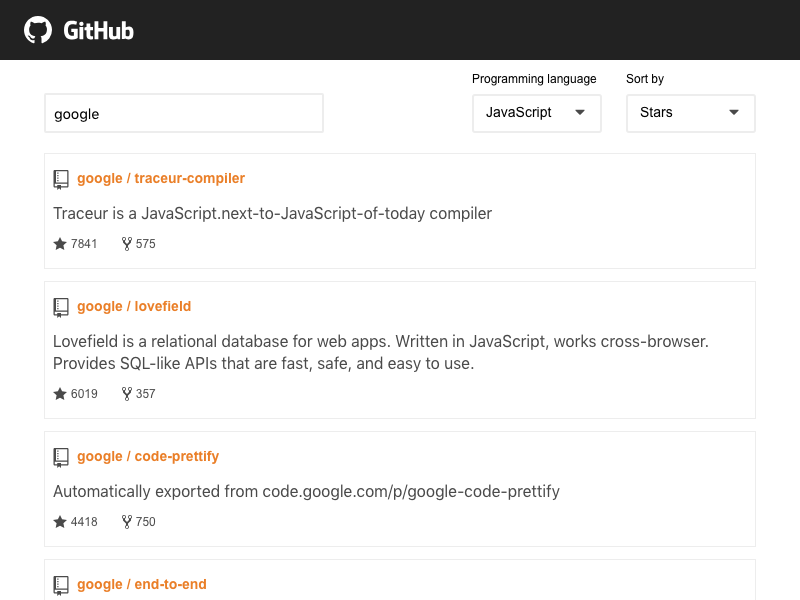 GitHub
Programming language
Sort by
google
JavaScript
Stars
google / traceur-compiler
Traceur is a JavaScript.next-to-JavaScript-of-today compiler
7841 575
google / lovefield
Lovefield is a relational database for web apps. Written in JavaScript, works cross-browser.
Provides SQL-like APIs that are fast, safe, and easy to use.
6019 357
google / code-prettify
Automatically exported from code.google.com/p/google-code-prettify
4418 750
google / end-to-end